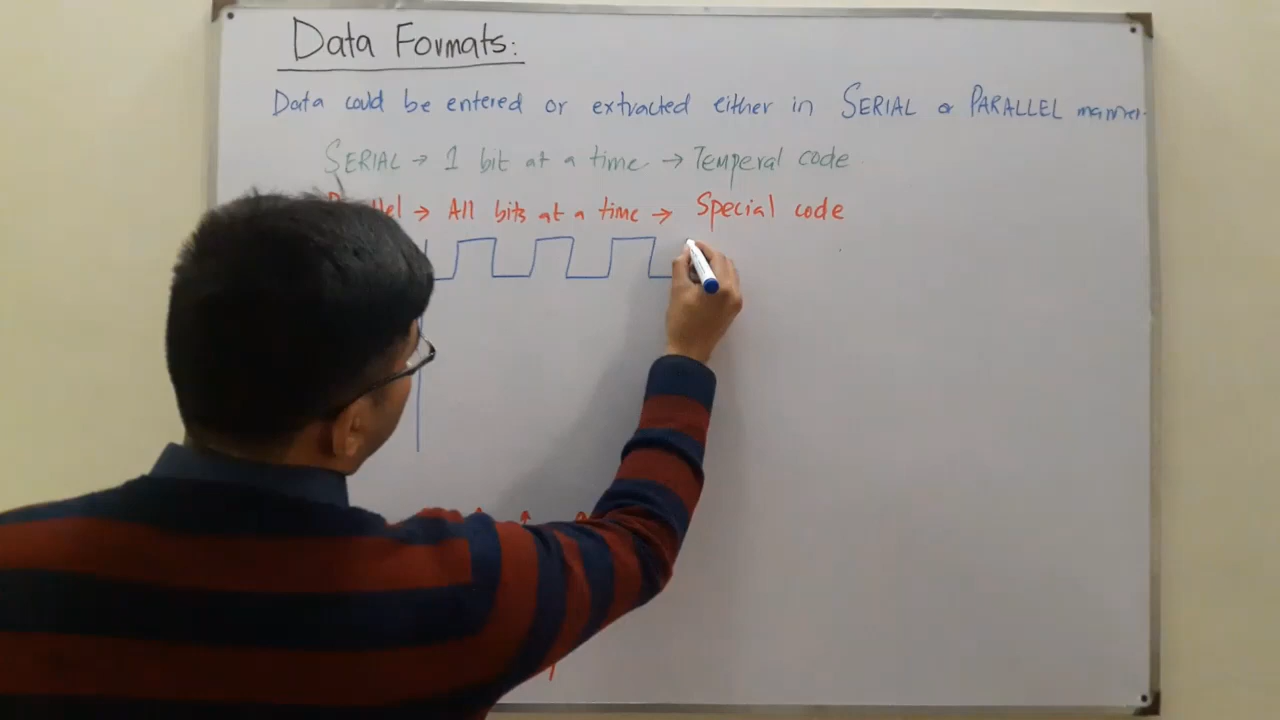 Data Formats:
Data could be entered or extracted either in SERIAL or PARALLEL manner.
SERIAL → 1 bit at a time → Temperal code
Parallel → All bits at a time → Special code